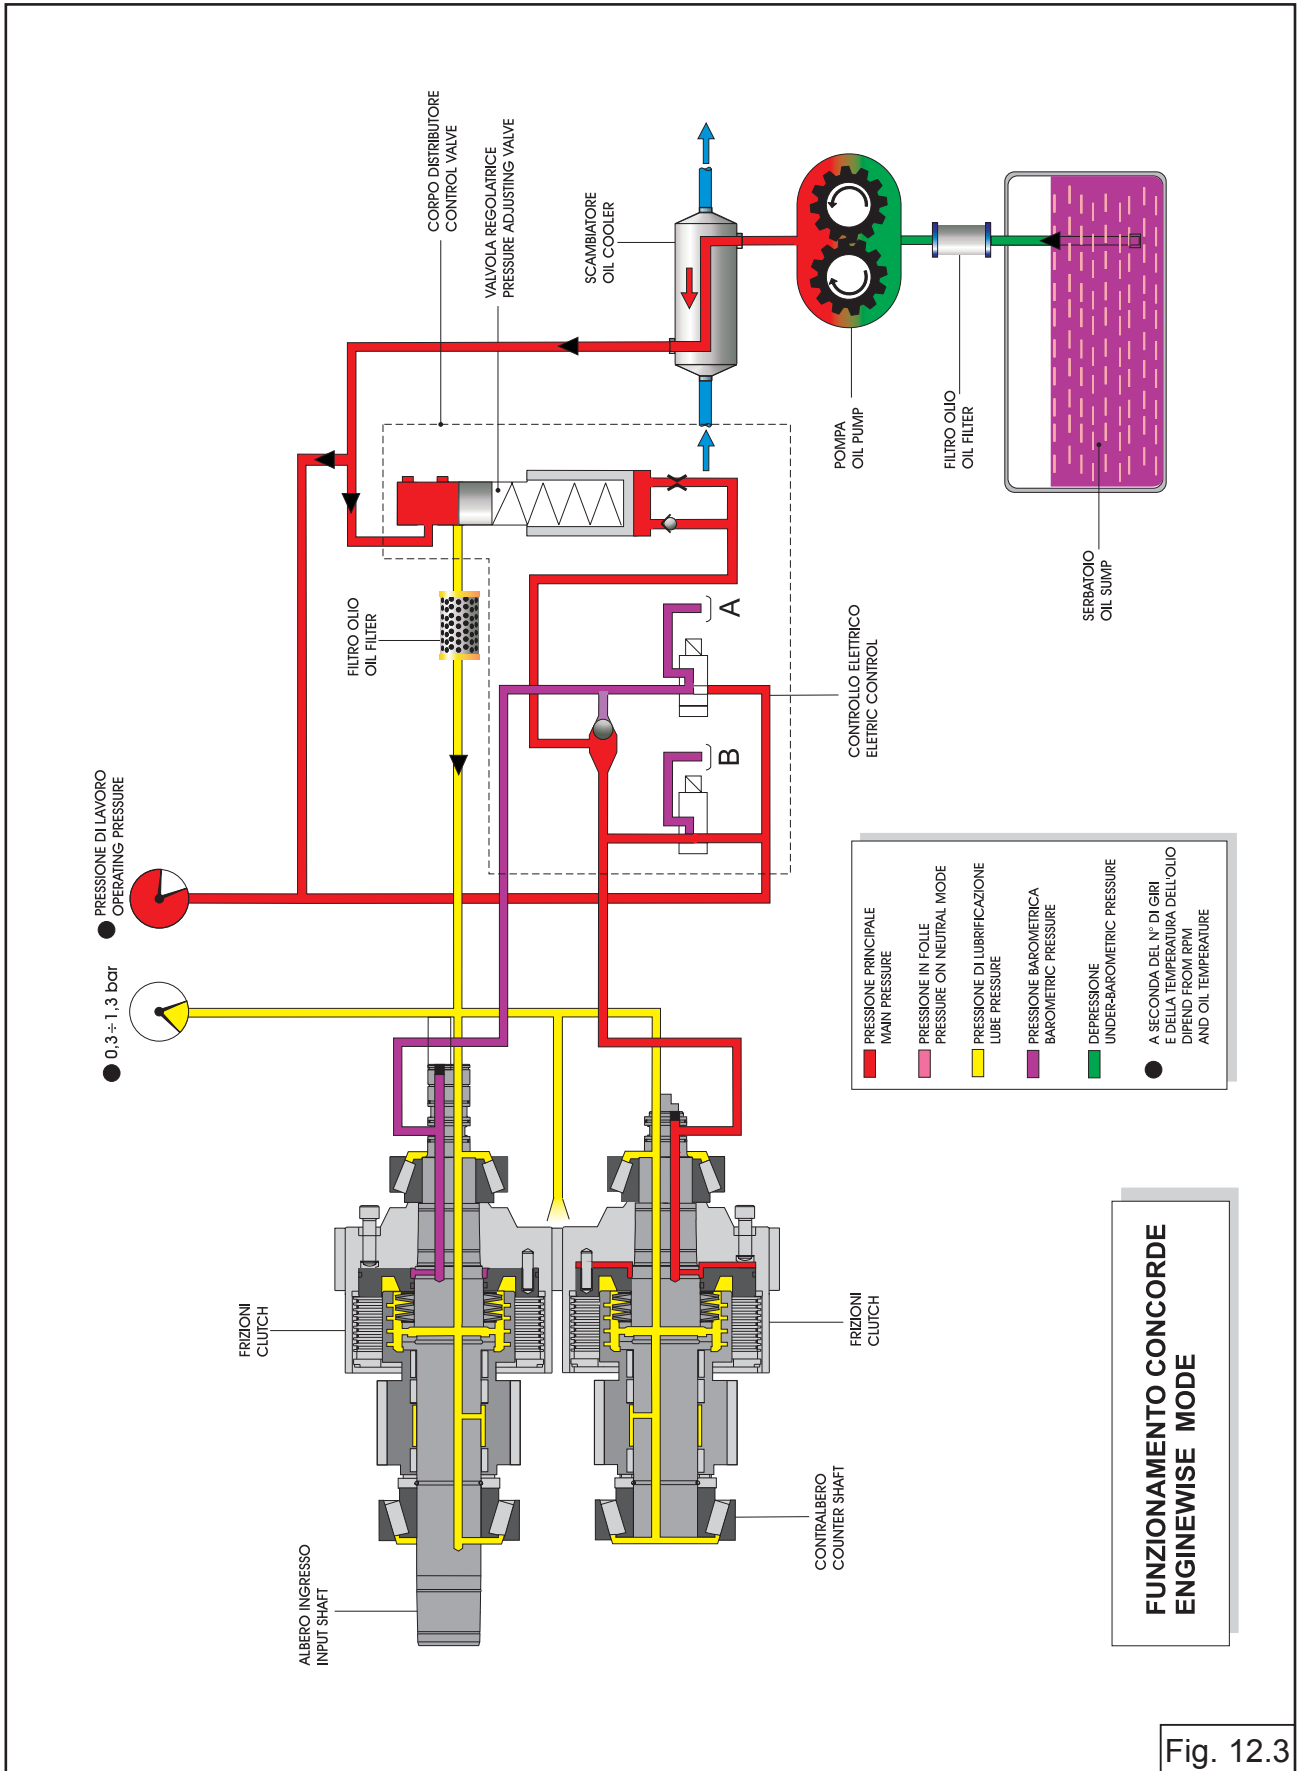 CORPO DISTRIBUTORE
CONTROL VALVE
VALVOLA REGOLATRICE
PRESSURE ADJUSTING VALVE
SCAMBIATORE
OIL COOLER
POMPA
OIL PUMP
FILTRO OLIO
OIL FILTER
SERBATOIO
OIL SUMP
FILTRO OLIO
OIL FILTER
A
B
CONTROLLO ELETTRICO
ELETRIC CONTROL
● PRESSIONE DI LAVORO
OPERATING PRESSURE
● 0,3÷1,3 bar
FRIZIONI
CLUTCH
FRIZIONI
CLUTCH
ALBERO INGRESSO
INPUT SHAFT
CONTRALBERO
COUNTER SHAFT
PRESSIONE PRINCIPALE
MAIN PRESSURE
PRESSIONE IN FOLLE
PRESSURE ON NEUTRAL MODE
PRESSIONE DI LUBRIFICAZIONE
LUBE PRESSURE
PRESSIONE BAROMETRICA
BAROMETRIC PRESSURE
DEPRESSIONE
UNDER-BAROMETRIC PRESSURE
A SECONDA DEL N° DI GIRI
E DELLA TEMPERATURA DELL'OLIO
DIPEND FROM RPM
AND OIL TEMPERATURE
FUNZIONAMENTO CONCORDE
ENGINEWISE MODE
Fig. 12.3